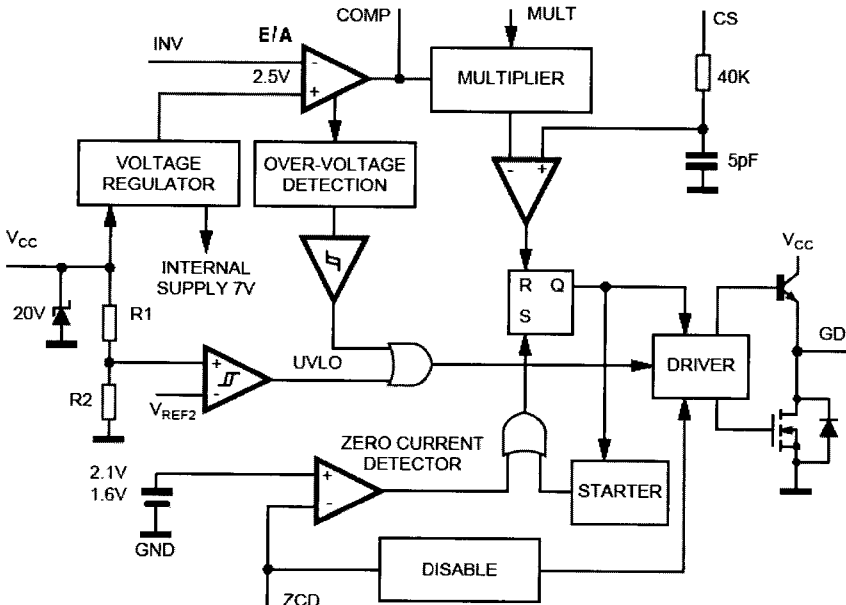 COMP
MULT
CS
INV
E/A
2.5V
-
+
MULTIPLIER
40K
5pF
VOLTAGE
REGULATOR
OVER-VOLTAGE
DETECTION
-
+
VCC
INTERNAL
SUPPLY 7V
R Q
S
VCC
20V
R1
R2
+
-
UVLO
VREF2
DRIVER
GD
ZERO CURRENT
DETECTOR
2.1V
1.6V
+
-
STARTER
GND
DISABLE
ZCD